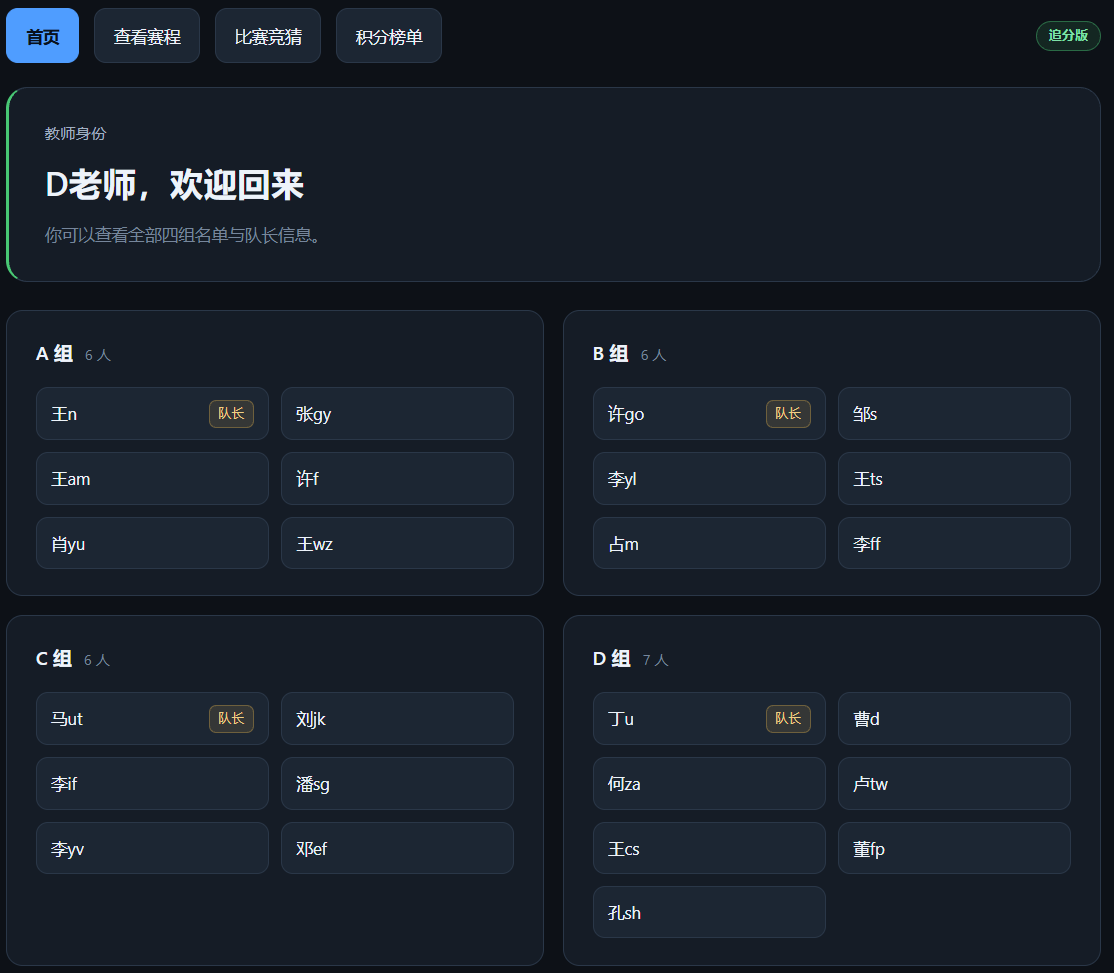 首页 查看赛程 比赛竞猜 积分榜单 追分版
教师身份
D老师，欢迎回来
你可以查看全部四组名单与队长信息。
A 组 6 人
王n 队长 张gy
王am 许f
肖yu 王wz
B 组 6 人
许go 队长 邹s
李yl 王ts
占m 李ff
C 组 6 人
马ut 队长 刘jk
李if 潘sg
李yv 邓ef
D 组 7 人
丁u 队长 曹d
何za 卢tw
王cs 董fp
孔sh